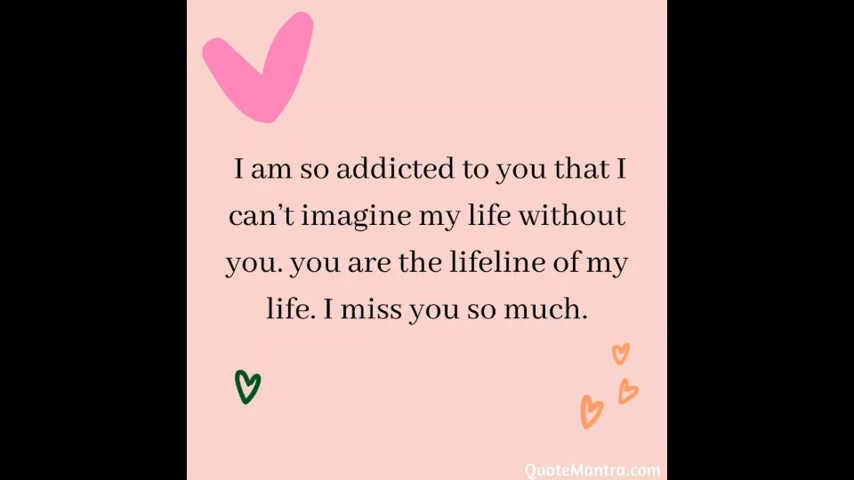 I am so addicted to you that I
can’t imagine my life without
you. you are the lifeline of my
life. I miss you so much.
QuoteMantra.com